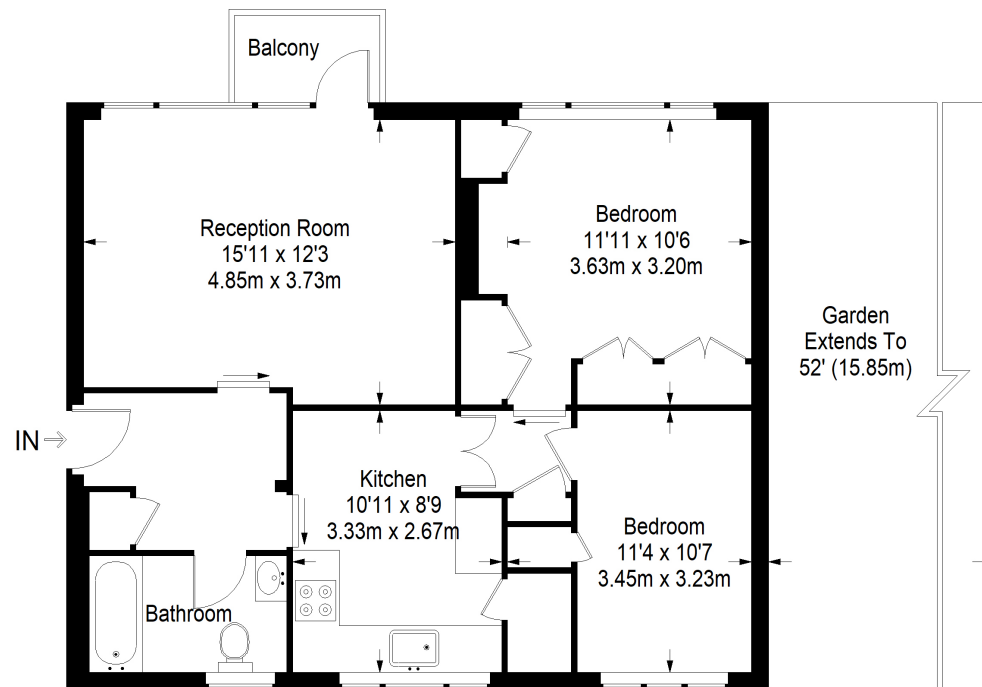 Balcony
Reception Room
15'11 x 12'3
4.85m x 3.73m
Bedroom
11'11 x 10'6
3.63m x 3.20m
Garden
Extends To
52' (15.85m)
IN
Kitchen
10'11 x 8'9
3.33m x 2.67m
Bedroom
11'4 x 10'7
3.45m x 3.23m
Bathroom